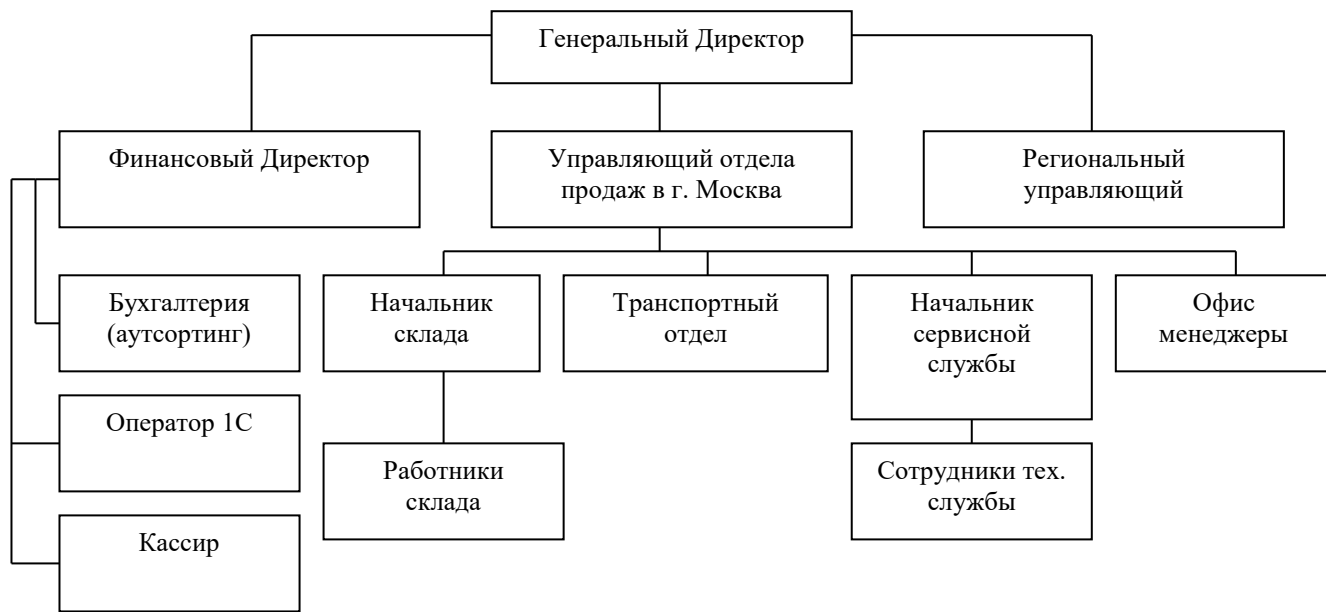 Генеральный Директор
Финансовый Директор
Управляющий отдела
продаж в г. Москва
Региональный
управляющий
Бухгалтерия
(аутсортинг)
Начальник
склада
Транспортный
отдел
Начальник
сервисной
службы
Офис
менеджеры
Оператор 1С
Работники
склада
Сотрудники тех.
службы
Кассир